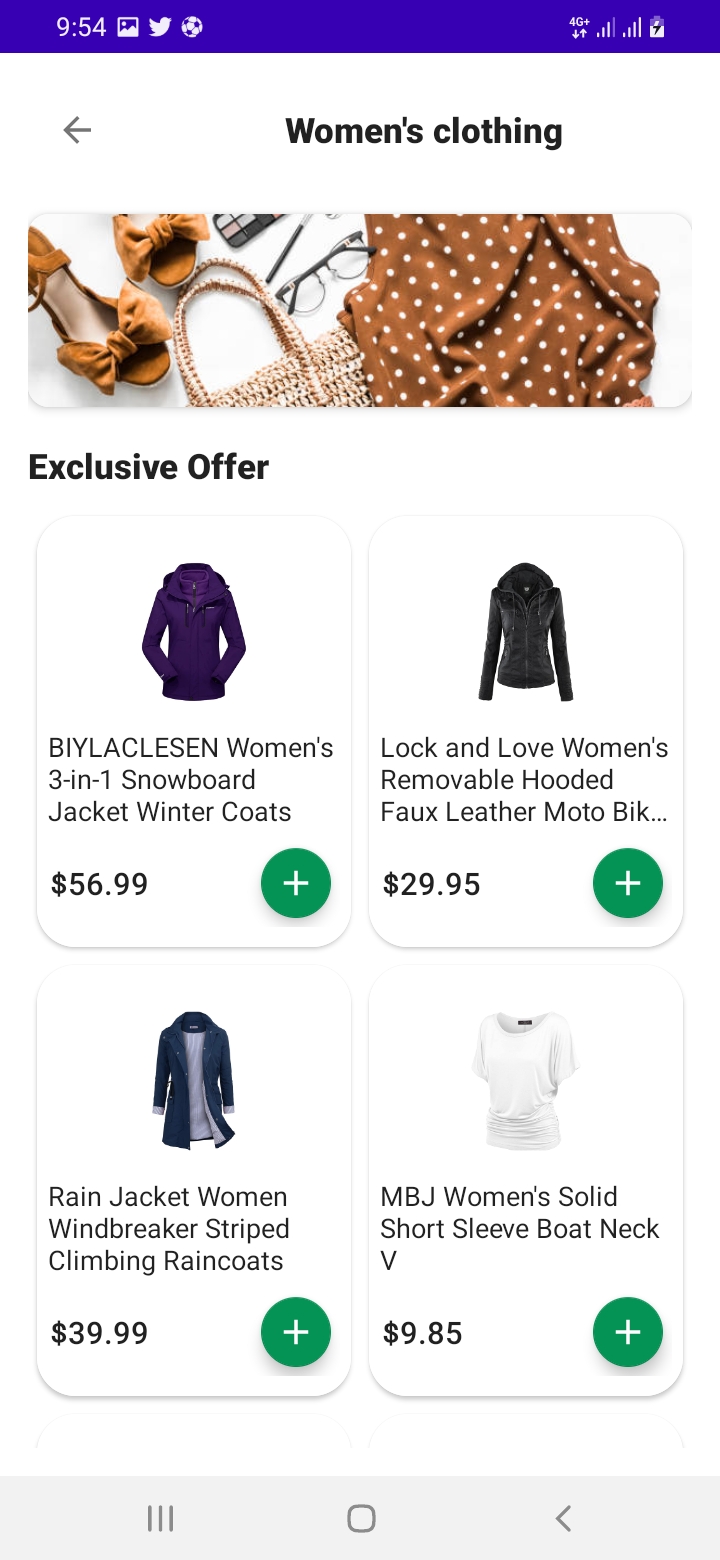 9:54
4G+
Women's clothing
Exclusive Offer
BIYLACLESEN Women's
3-in-1 Snowboard
Jacket Winter Coats
$56.99
Lock and Love Women's
Removable Hooded
Faux Leather Moto Bik...
$29.95
Rain Jacket Women
Windbreaker Striped
Climbing Raincoats
$39.99
MBJ Women's Solid
Short Sleeve Boat Neck
V
$9.85